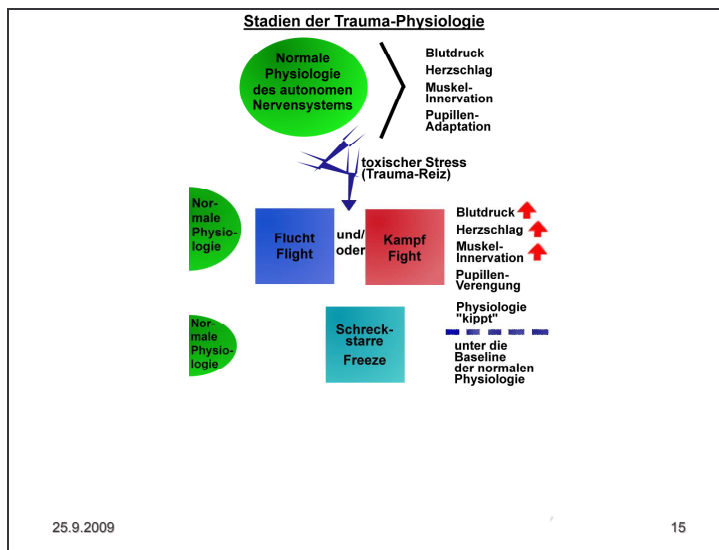 Stadien der Trauma-Physiologie
Normale
Physiologie
des autonomen
Nervensystems
Blutdruck
Herzschlag
Muskel-
Innervation
Pupillen-
Adaptation
toxischer Stress
(Trauma-Reiz)
Nor-
male
Physio-
logie
Flucht
Flight
und/
oder
Kampf
Fight
Blutdruck
Herzschlag
Muskel-
Innervation
Pupillen-
Verengung
Nor-
male
Physio-
logie
Schreck-
starre
Freeze
Physiologie
"kippt"
unter die
Baseline
der normalen
Physiologie
25.9.2009
15